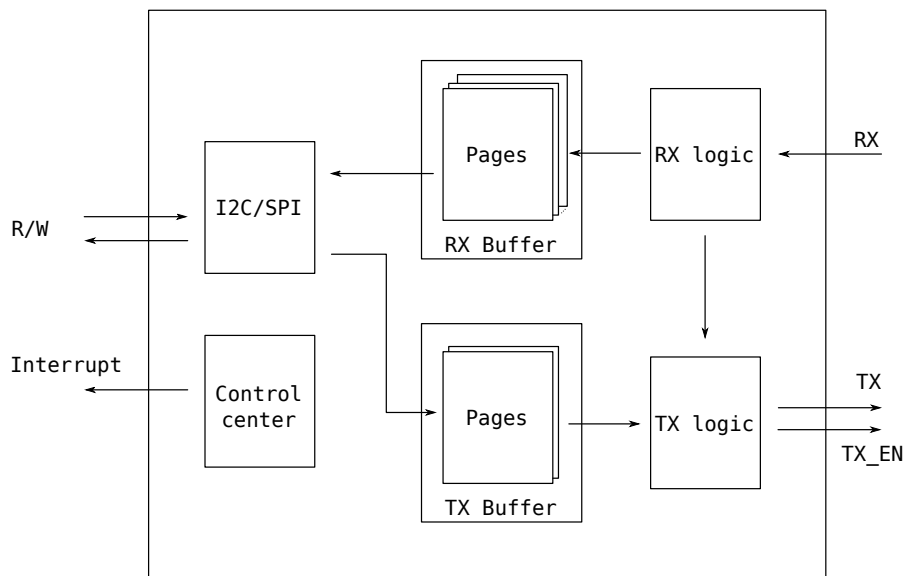 RX
Pages
RX logic
I2C/SPI
R/W
RX Buffer
Interrupt
Control
center
Pages
TX logic
TX
TX_EN
TX Buffer